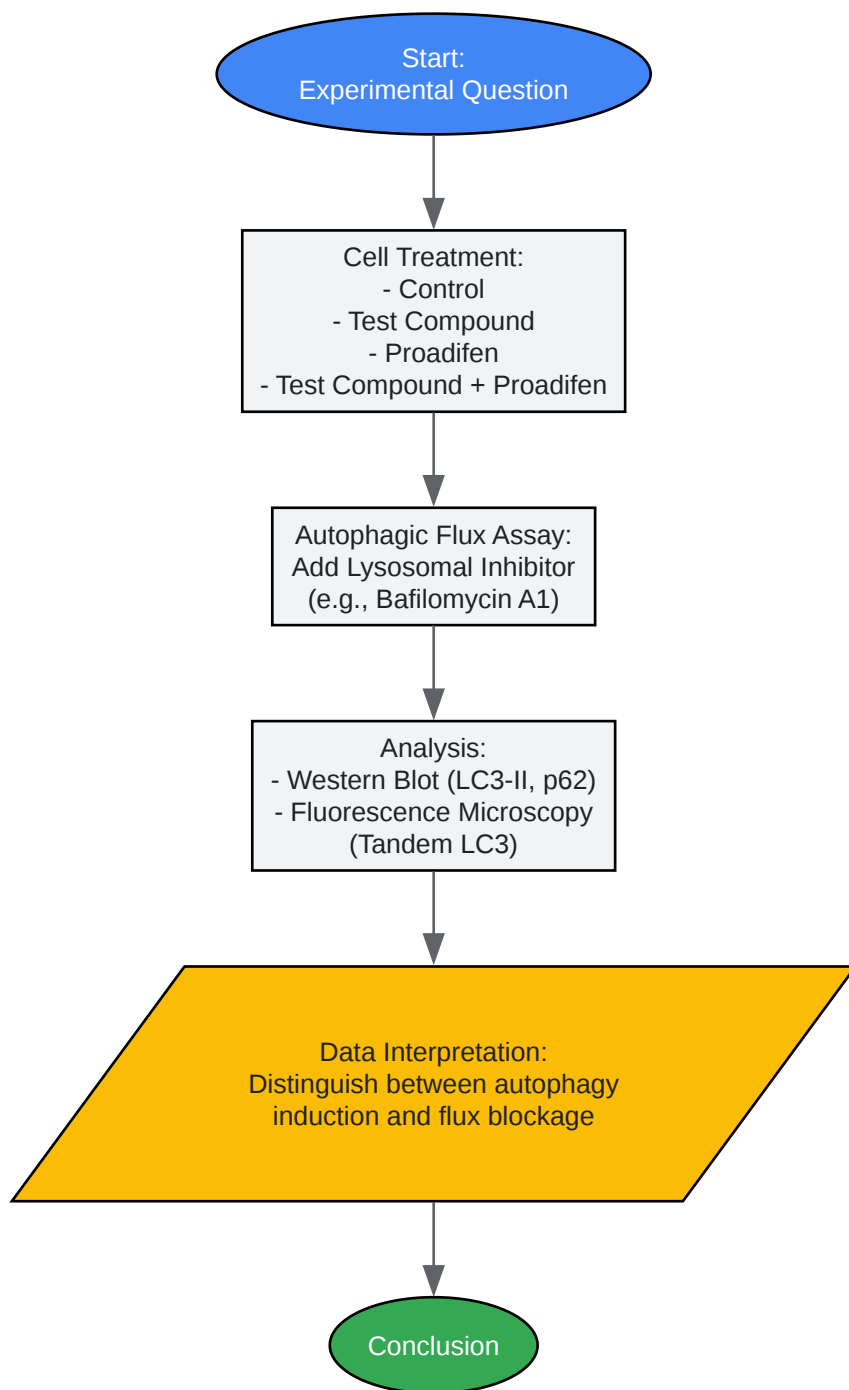 Start:
Experimental Question
Cell Treatment:
- Control
- Test Compound
- Proadifen
- Test Compound + Proadifen
Autophagic Flux Assay:
Add Lysosomal Inhibitor
(e.g., Bafilomycin A1)
Analysis:
- Western Blot (LC3-II, p62)
- Fluorescence Microscopy
(Tandem LC3)
Data Interpretation:
Distinguish between autophagy
induction and flux blockage
Conclusion